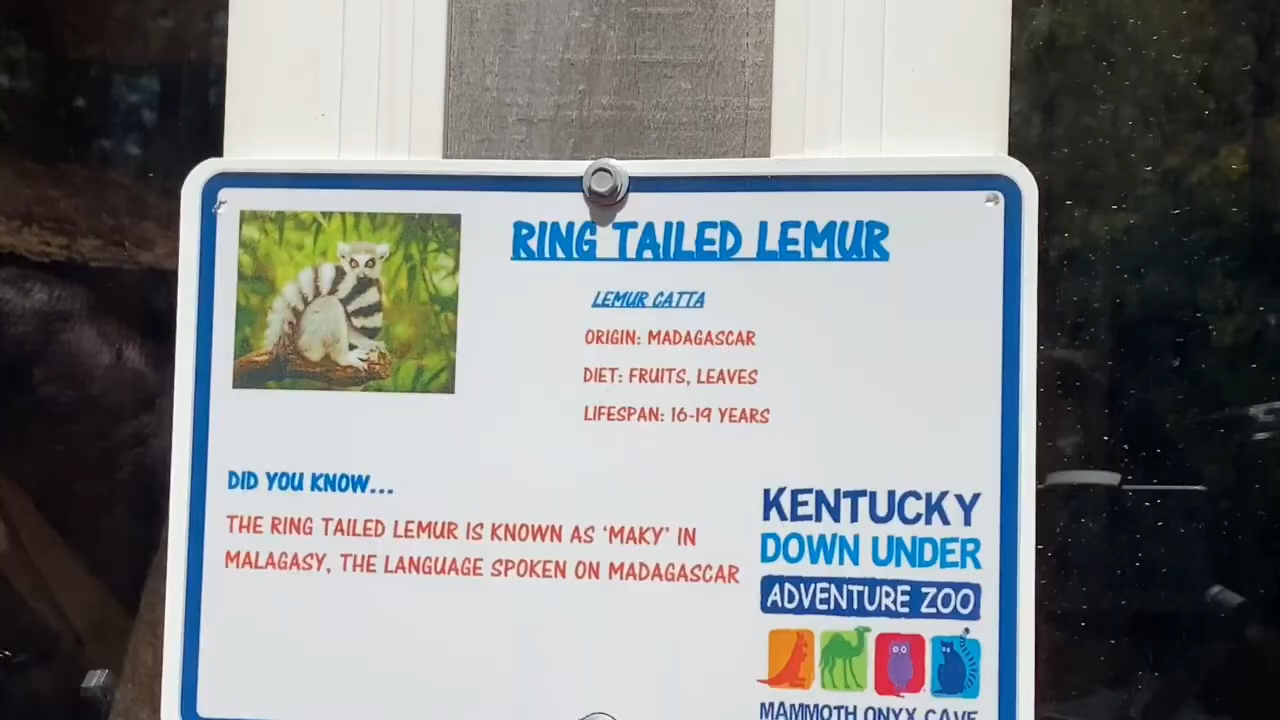 RING TAILED LEMUR
LEMUR CATTA
ORIGIN: MADAGASCAR
DIET: FRUITS, LEAVES
LIFESPAN: 16-19 YEARS
DID YOU KNOW...
THE RING TAILED LEMUR IS KNOWN AS ‘MAKY’ IN
MALAGASY, THE LANGUAGE SPOKEN ON MADAGASCAR
KENTUCKY
DOWN UNDER
ADVENTURE ZOO
MAMMOTH ONYX CAVE